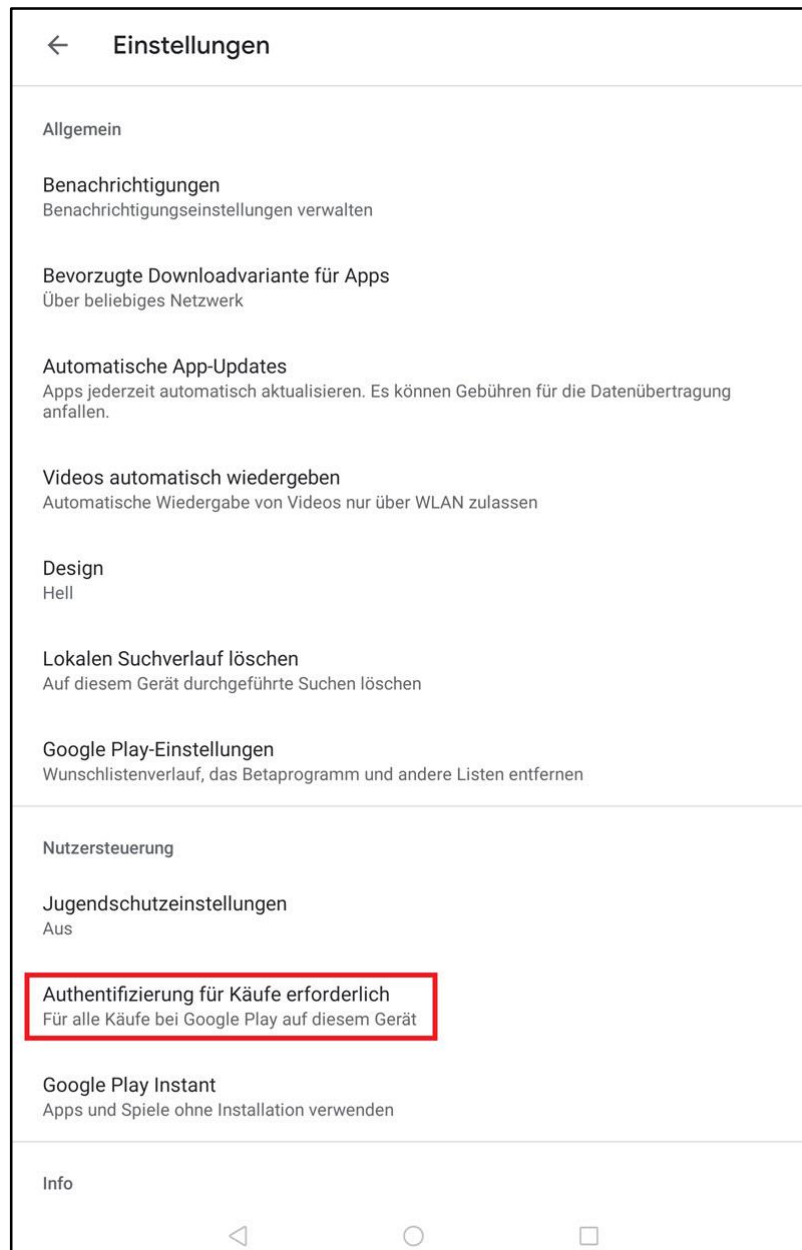 Einstellungen
Allgemein
Benachrichtigungen
Benachrichtigungseinstellungen verwalten
Bevorzugte Downloadvariante für Apps
Über beliebiges Netzwerk
Automatische App-Updates
Apps jederzeit automatisch aktualisieren. Es können Gebühren für die Datenübertragung
anfallen.
Videos automatisch wiedergeben
Automatische Wiedergabe von Videos nur über WLAN zulassen
Design
Hell
Lokalen Suchverlauf löschen
Auf diesem Gerät durchgeführte Suchen löschen
Google Play-Einstellungen
Wunschlistenverlauf, das Betaprogramm und andere Listen entfernen
Nutzersteuerung
Jugendschutzeinstellungen
Aus
Authentifizierung für Käufe erforderlich
Für alle Käufe bei Google Play auf diesem Gerät
Google Play Instant
Apps und Spiele ohne Installation verwenden
Info